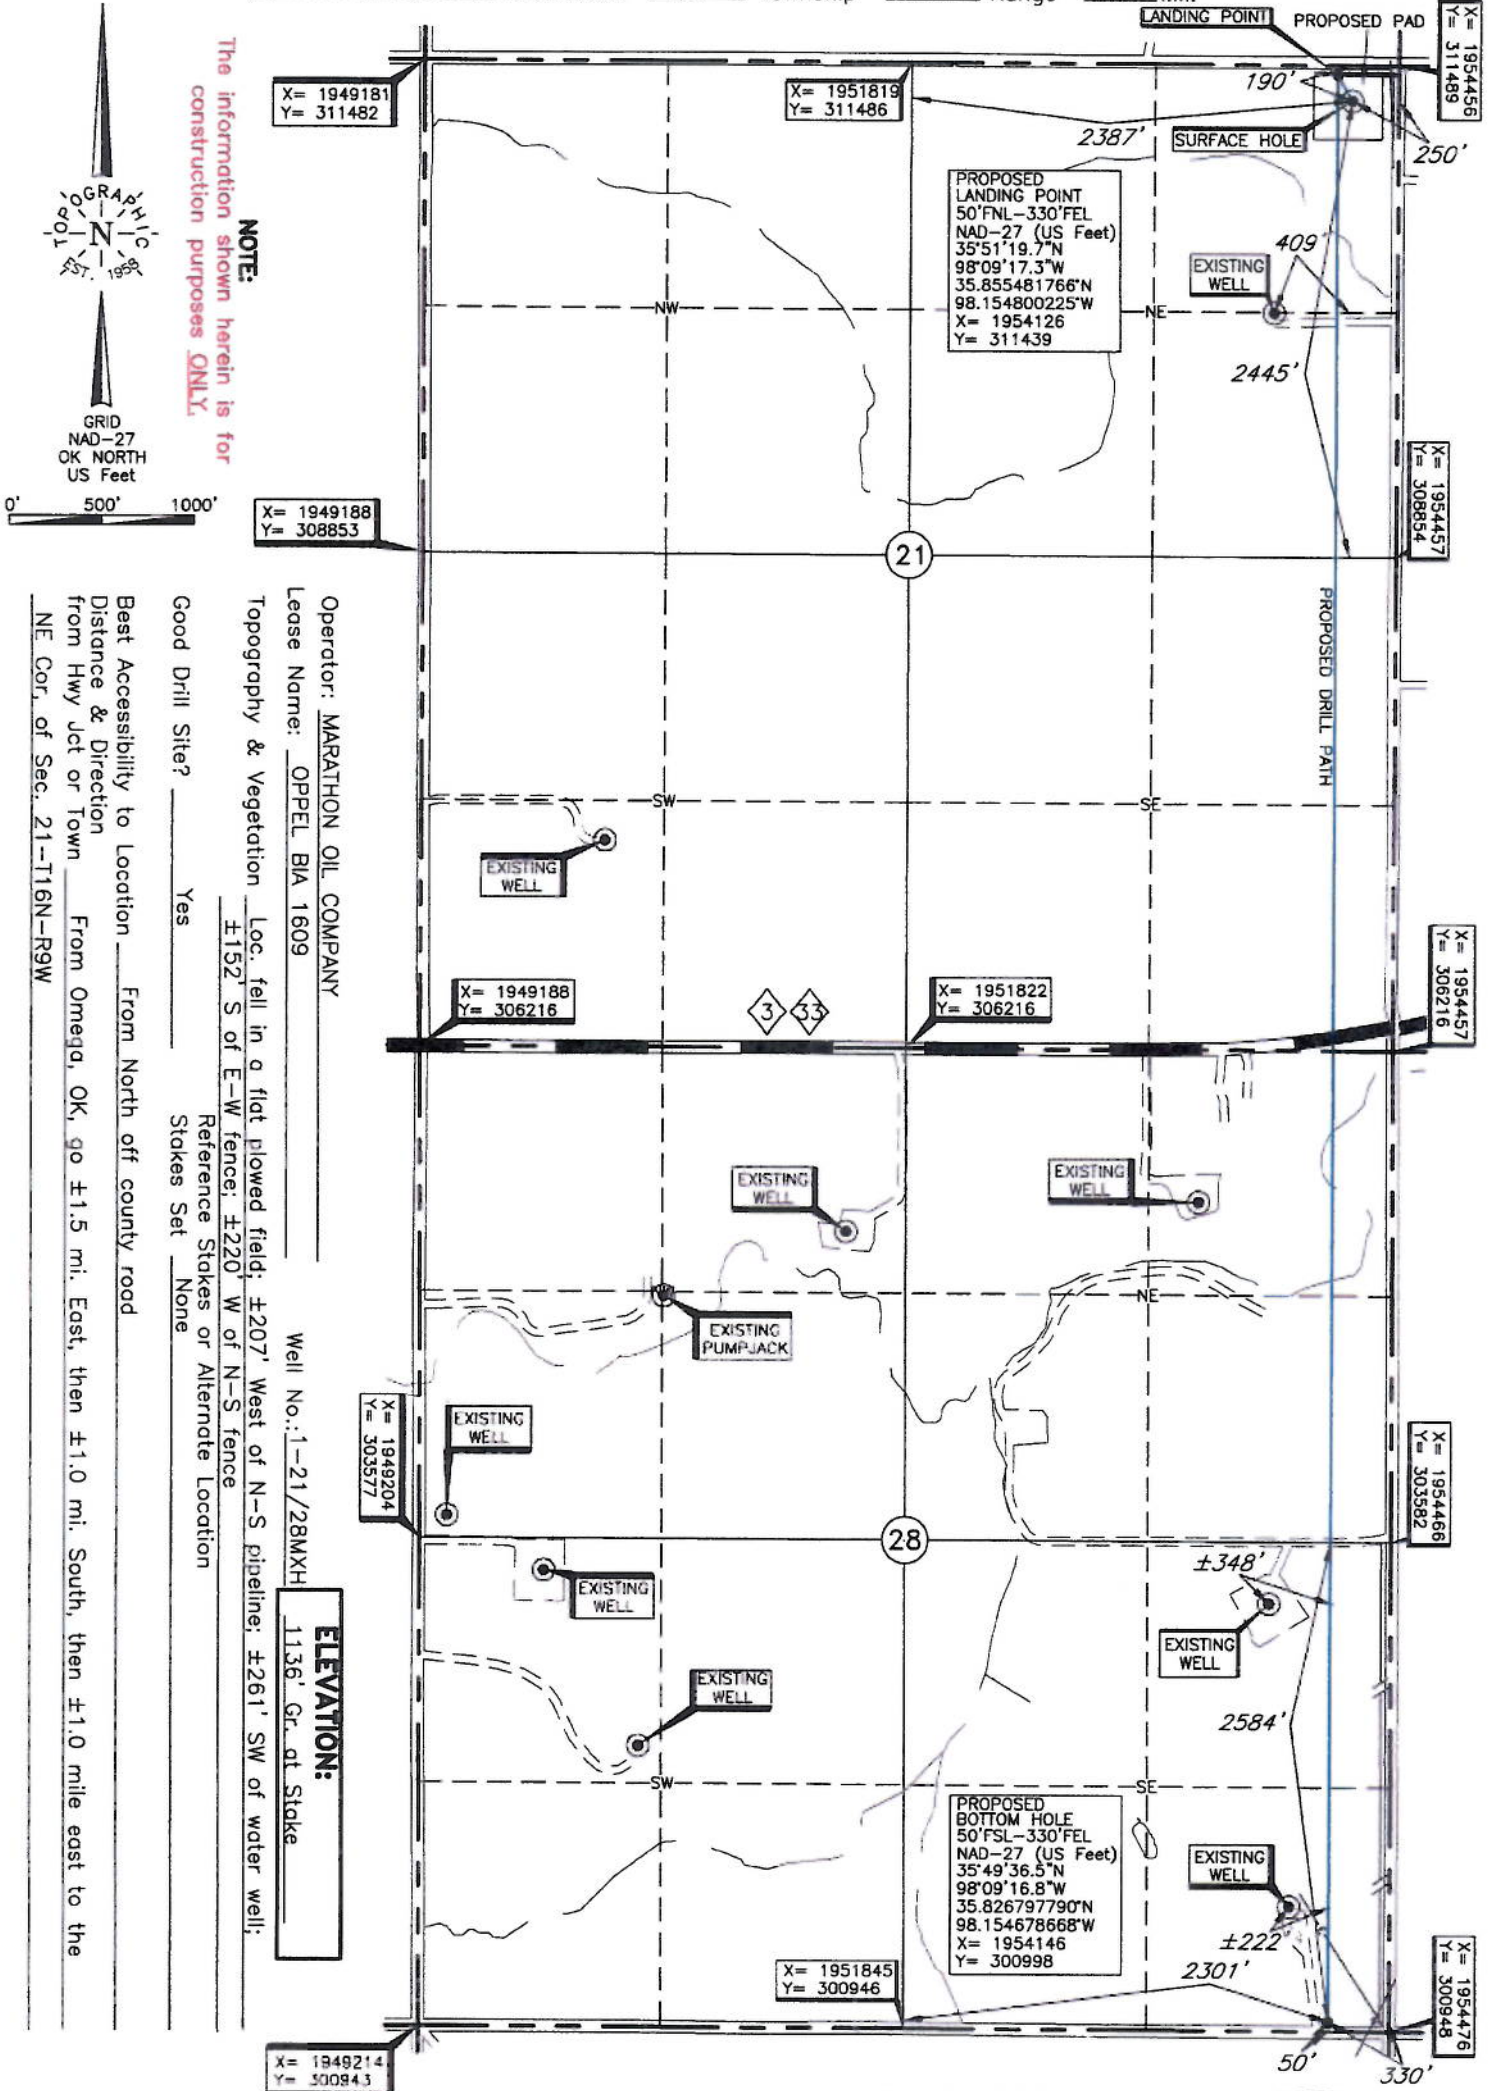 Township Range
LANDING POINT
PROPOSED PAD
X= 1954456
Y= 311489
X= 1949181
Y= 311482
X= 1951819
Y= 311486
190'
2387'
SURFACE HOLE
250'
PROPOSED
LANDING POINT
50'FNL-330'FEL
NAD-27 (US Feet)
35°51'19.7"N
98°09'17.3"W
35.855481766°N
98.154800225°W
X= 1954126
Y= 311439
409'
EXISTING
WELL
NW
NE
2445'
TOPOGRAPHIC
N
EST. 1958
NOTE:
The information shown herein is for
construction purposes ONLY.
GRID
NAD-27
OK NORTH
US Feet
0' 500' 1000'
X= 1949188
Y= 308853
X= 1954457
Y= 308854
21
PROPOSED DRILL PATH
SW
SE
EXISTING
WELL
X= 1949188
Y= 306216
3 33
X= 1951822
Y= 306216
X= 1954457
Y= 306216
EXISTING
WELL
EXISTING
WELL
NE
EXISTING
PUMPJACK
EXISTING
WELL
X= 1949204
Y= 303577
X= 1954466
Y= 303582
28
±348'
EXISTING
WELL
EXISTING
WELL
EXISTING
WELL
2584'
SW
SE
PROPOSED
BOTTOM HOLE
50'FSL-330'FEL
NAD-27 (US Feet)
35°49'36.5"N
98°09'16.8"W
35.826797790°N
98.154678668°W
X= 1954146
Y= 300998
EXISTING
WELL
±222
2301'
X= 1951845
Y= 300946
X= 1954476
Y= 300948
50'
330'
X= 1949214
Y= 300943
Operator: MARATHON OIL COMPANY
Lease Name: OPPEL BIA 1609 Well No.: 1-21/28MXH
ELEVATION:
1136' Gr. at Stake
Topography & Vegetation Loc. fell in a flat plowed field; ±207' West of N-S pipeline; ±261' SW of water well;
±152' S of E-W fence; ±220' W of N-S fence
Reference Stakes or Alternate Location
Good Drill Site? Yes Stakes Set None
Best Accessibility to Location From North off county road
Distance & Direction
from Hwy Jct or Town From Omega, OK, go ±1.5 mi. East, then ±1.0 mi. South, then ±1.0 mile east to the
NE Cor. of Sec. 21-T16N-R9W